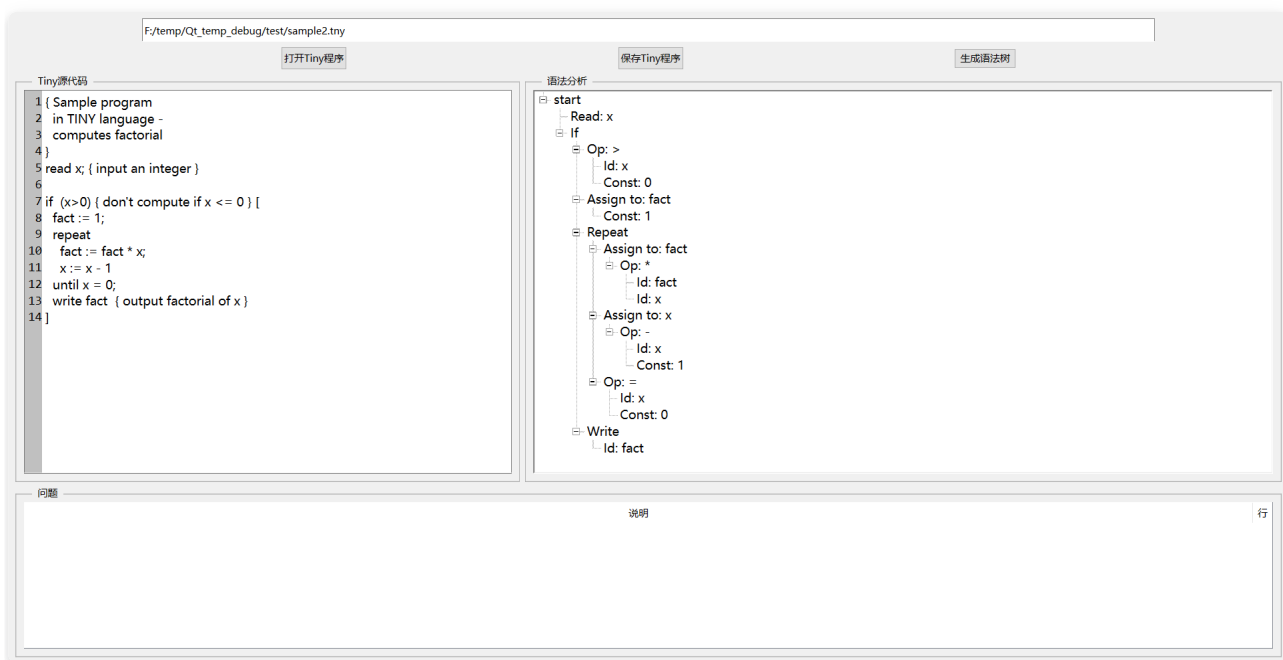 F:/temp/Qt_temp_debug/test/sample2.tny
打开Tiny程序 保存Tiny程序 生成语法树
Tiny源代码
1 { Sample program
2 in TINY language -
3 computes factorial
4 }
5 read x; { input an integer }
6
7 if (x>0) { don't compute if x <= 0 } [
8 fact := 1;
9 repeat
10 fact := fact * x;
11 x := x - 1
12 until x = 0;
13 write fact { output factorial of x }
14 ]
语法分析
start
Read: x
If
Op: >
Id: x
Const: 0
Assign to: fact
Const: 1
Repeat
Assign to: fact
Op: *
Id: fact
Id: x
Assign to: x
Op: -
Id: x
Const: 1
Op: =
Id: x
Const: 0
Write
Id: fact
问题
说明 行